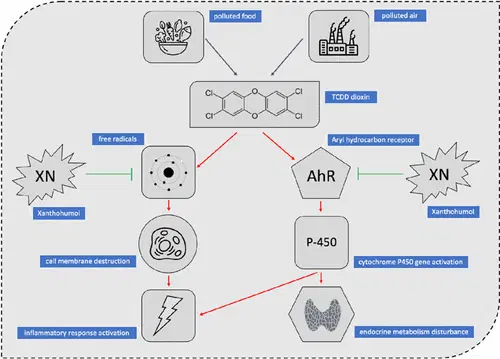 polluted food
polluted air
TCDD dioxin
Cl
O
Cl
Cl
O
Cl
free radicals
Aryl hydrocarbon receptor
XN
AhR
XN
Xanthohumol
Xanthohumol
P-450
cell membrane destruction
cytochrome P450 gene activation
inflammatory response activation
endocrine metabolism disturbance